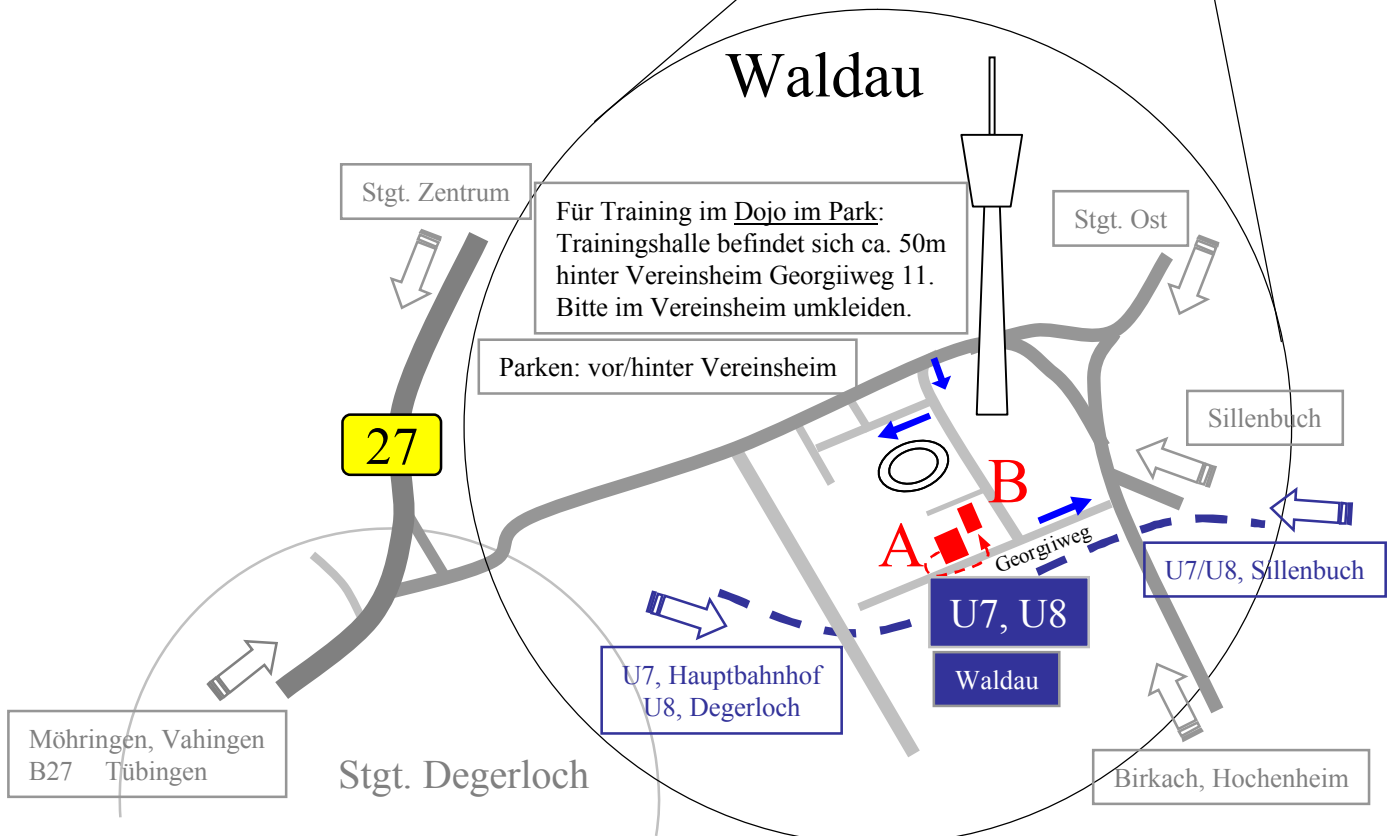 Waldau
Stgt. Zentrum
Für Training im Dojo im Park:
Trainingshalle befindet sich ca. 50m
hinter Vereinsheim Georgiiweg 11.
Bitte im Vereinsheim umkleiden.
Stgt. Ost
Parken: vor/hinter Vereinsheim
27
Sillenbuch
B
A
Georgiiweg
U7/U8, Sillenbuch
U7, U8
Waldau
U7, Hauptbahnhof
U8, Degerloch
Möhringen, Vahingen
B27 Tübingen
Stgt. Degerloch
Birkach, Hochenheim